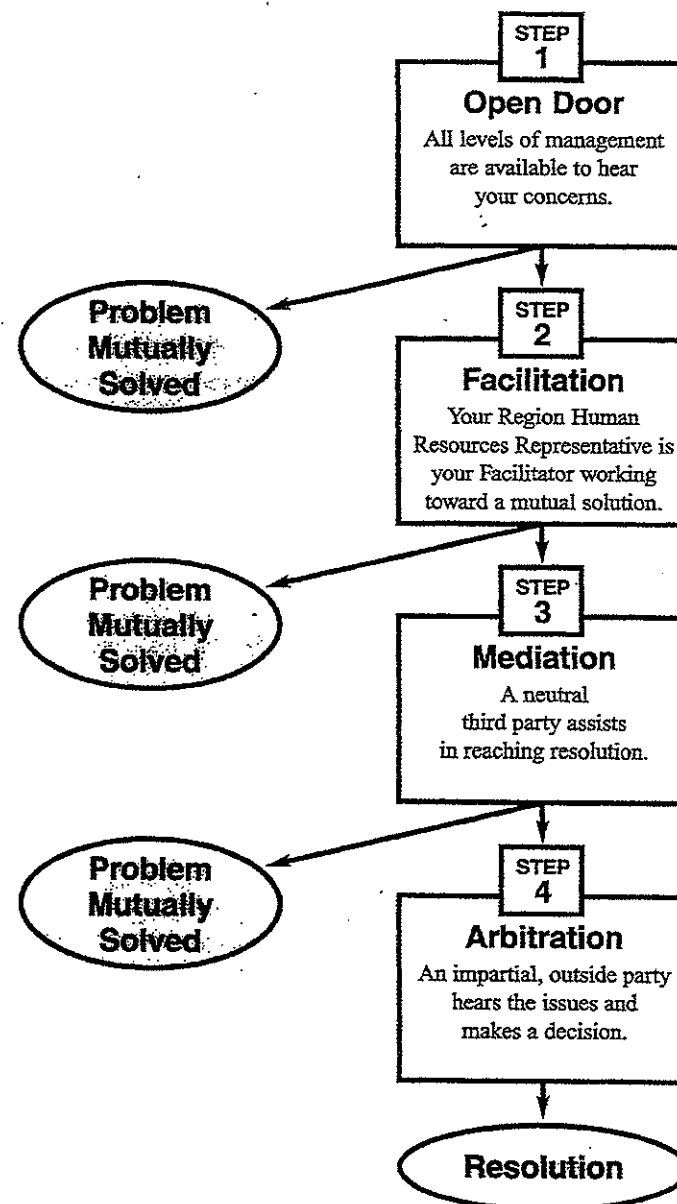 STEP
1
Open Door
All levels of management
are available to hear
your concerns.
Problem
Mutually
Solved
STEP
2
Facilitation
Your Region Human
Resources Representative is
your Facilitator working
toward a mutual solution.
Problem
Mutually
Solved
STEP
3
Mediation
A neutral
third party assists
in reaching resolution.
Problem
Mutually
Solved
STEP
4
Arbitration
An impartial, outside party
hears the issues and
makes a decision.
Resolution